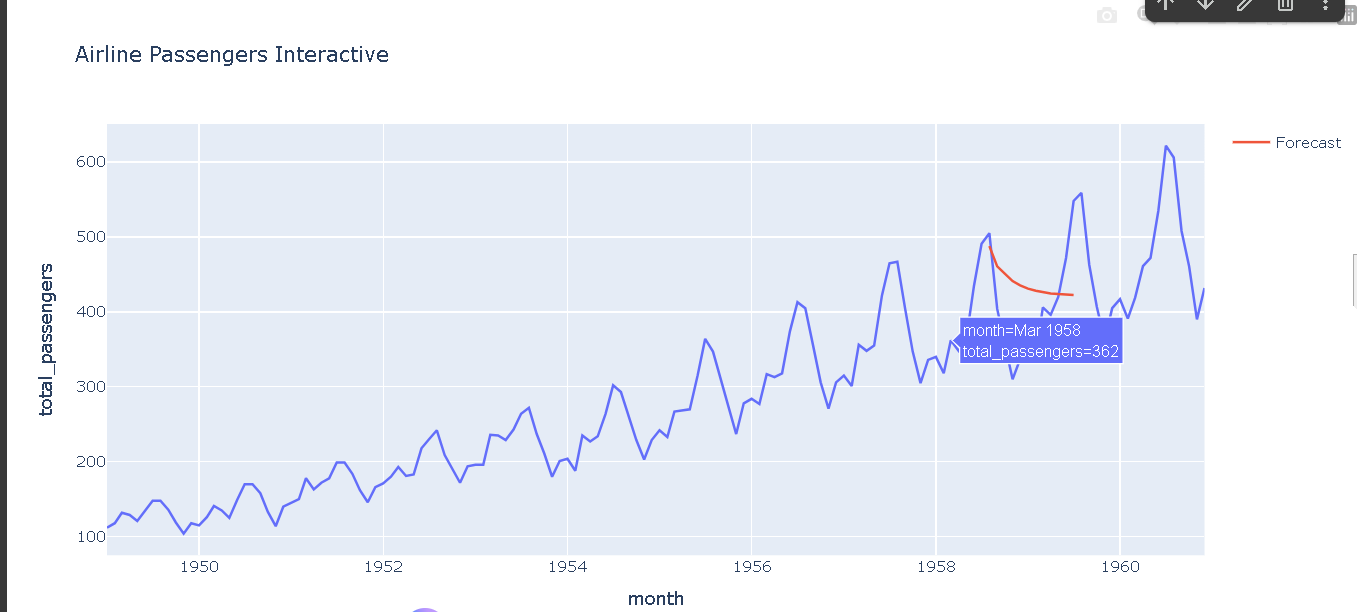 Airline Passengers Interactive
Forecast
600
500
400
300
200
100
total_passengers
month=Mar 1958
total_passengers=362
1950 1952 1954 1956 1958 1960
month